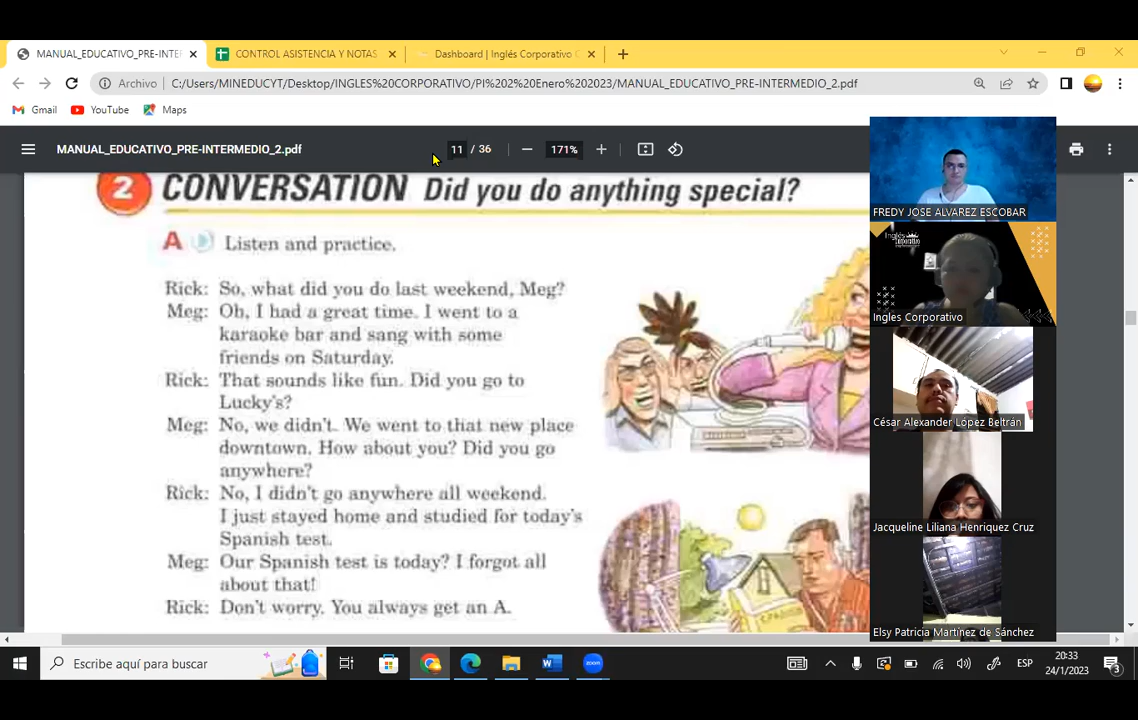 MANUAL_EDUCATIVO_PRE-INTER
CONTROL ASISTENCIA Y NOTAS
Dashboard | Inglés Corporativo
Archivo
C:/Users/MINEDUCYT/Desktop/INGLES%20CORPORATIVO/PI%202%20Enero%202023/MANUAL_EDUCATIVO_PRE-INTERMEDIO_2.pdf
Gmail
YouTube
Maps
MANUAL_EDUCATIVO_PRE-INTERMEDIO_2.pdf
11 / 36
171%
2 CONVERSATION Did you do anything special?
A Listen and practice.
Rick: So, what did you do last weekend, Meg?
Meg: Oh, I had a great time. I went to a
karaoke bar and sang with some
friends on Saturday.
Rick: That sounds like fun. Did you go to
Lucky's?
Meg: No, we didn't. We went to that new place
downtown. How about you? Did you go
anywhere?
Rick: No, I didn't go anywhere all weekend.
I just stayed home and studied for today's
Spanish test.
Meg: Our Spanish test is today? I forgot all
about that!
Rick: Don't worry. You always get an A.
SPANISH
FREDY JOSE ALVAREZ ESCOBAR
Inglés
Corporativo
Ingles Corporativo
César Alexander López Beltrán
Jacqueline Liliana Henriquez Cruz
Elsy Patricia Martínez de Sánchez
Escribe aquí para buscar
ESP
20:33
24/1/2023
3